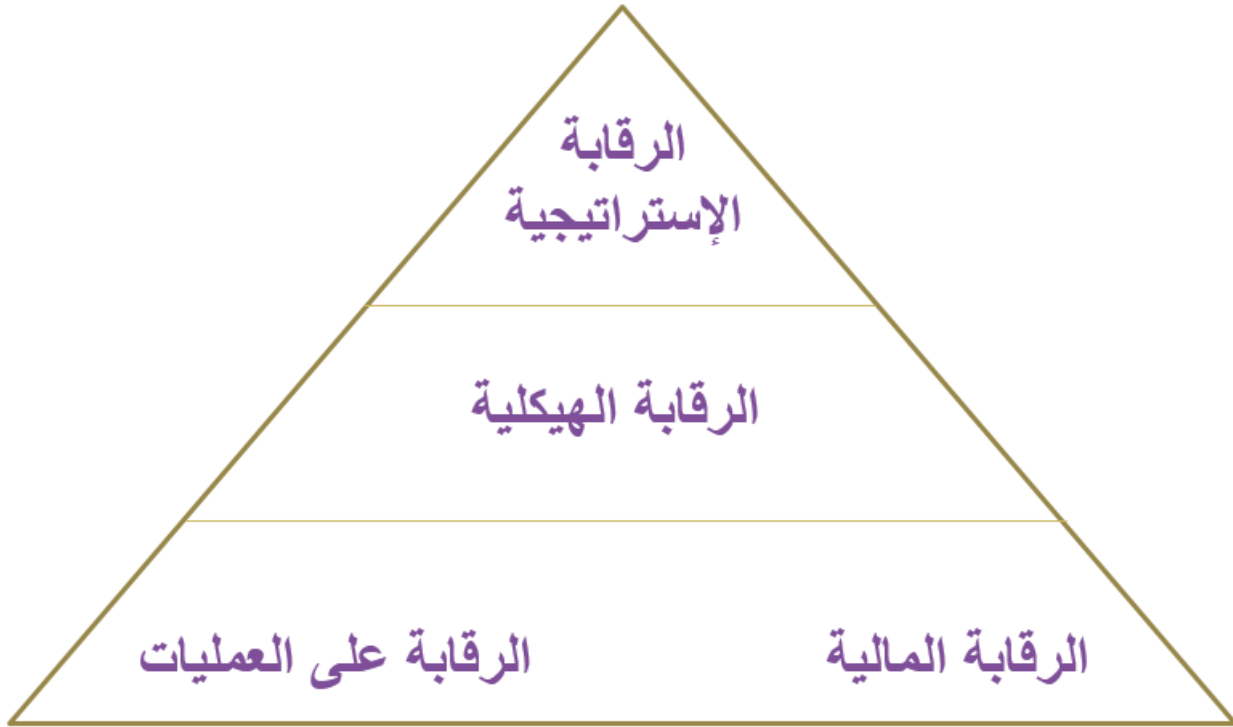 الرقابة
الإستراتيجية
الرقابة الهيكلية
الرقابة المالية
الرقابة على العمليات